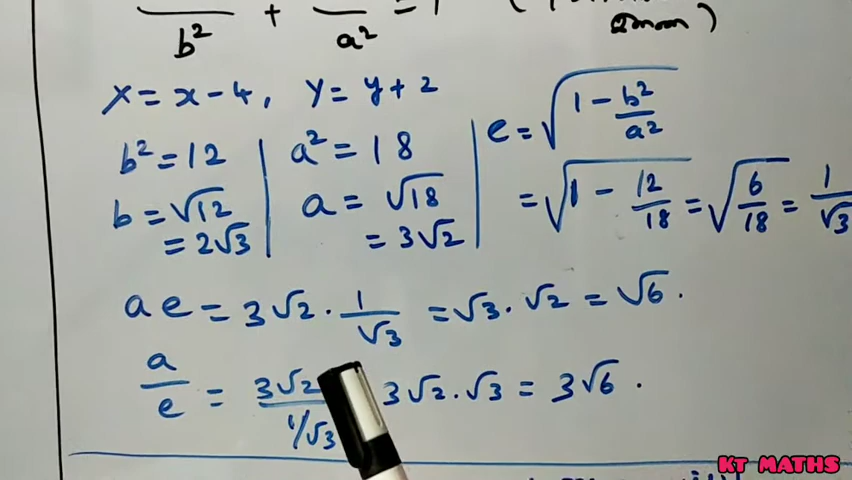 b² + a² = 1
X = x - 4, Y = y + 2
b² = 12 | a² = 18 | e = √(1 - b²/a²)
b = √12 | a = √18 | = √(1 - 12/18) = √(6/18) = 1/√3
= 2√3 | = 3√2
ae = 3√2 · 1/√3 = √3 · √2 = √6.
a/e = 3√2/(1/√3) 3√2 · √3 = 3√6.
KT MATHS